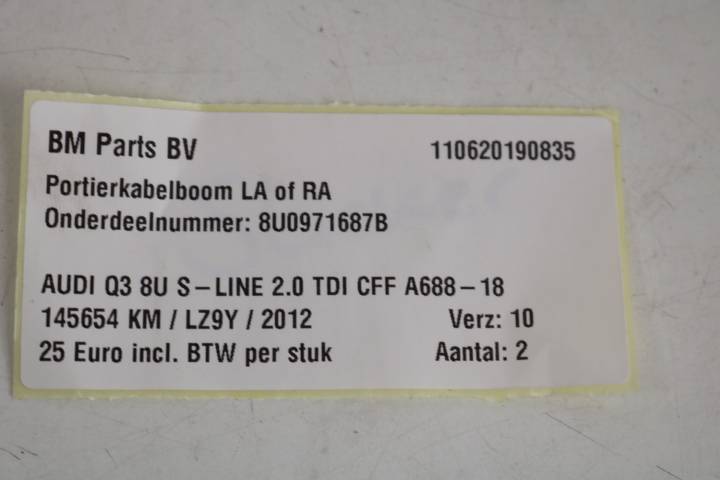 BM Parts BV 110620190835
Portierkabelboom LA of RA
Onderdeelnummer: 8U0971687B
AUDI Q3 8U S-LINE 2.0 TDI CFF A688-18
145654 KM / LZ9Y / 2012 Verz: 10
25 Euro incl. BTW per stuk Aantal: 2